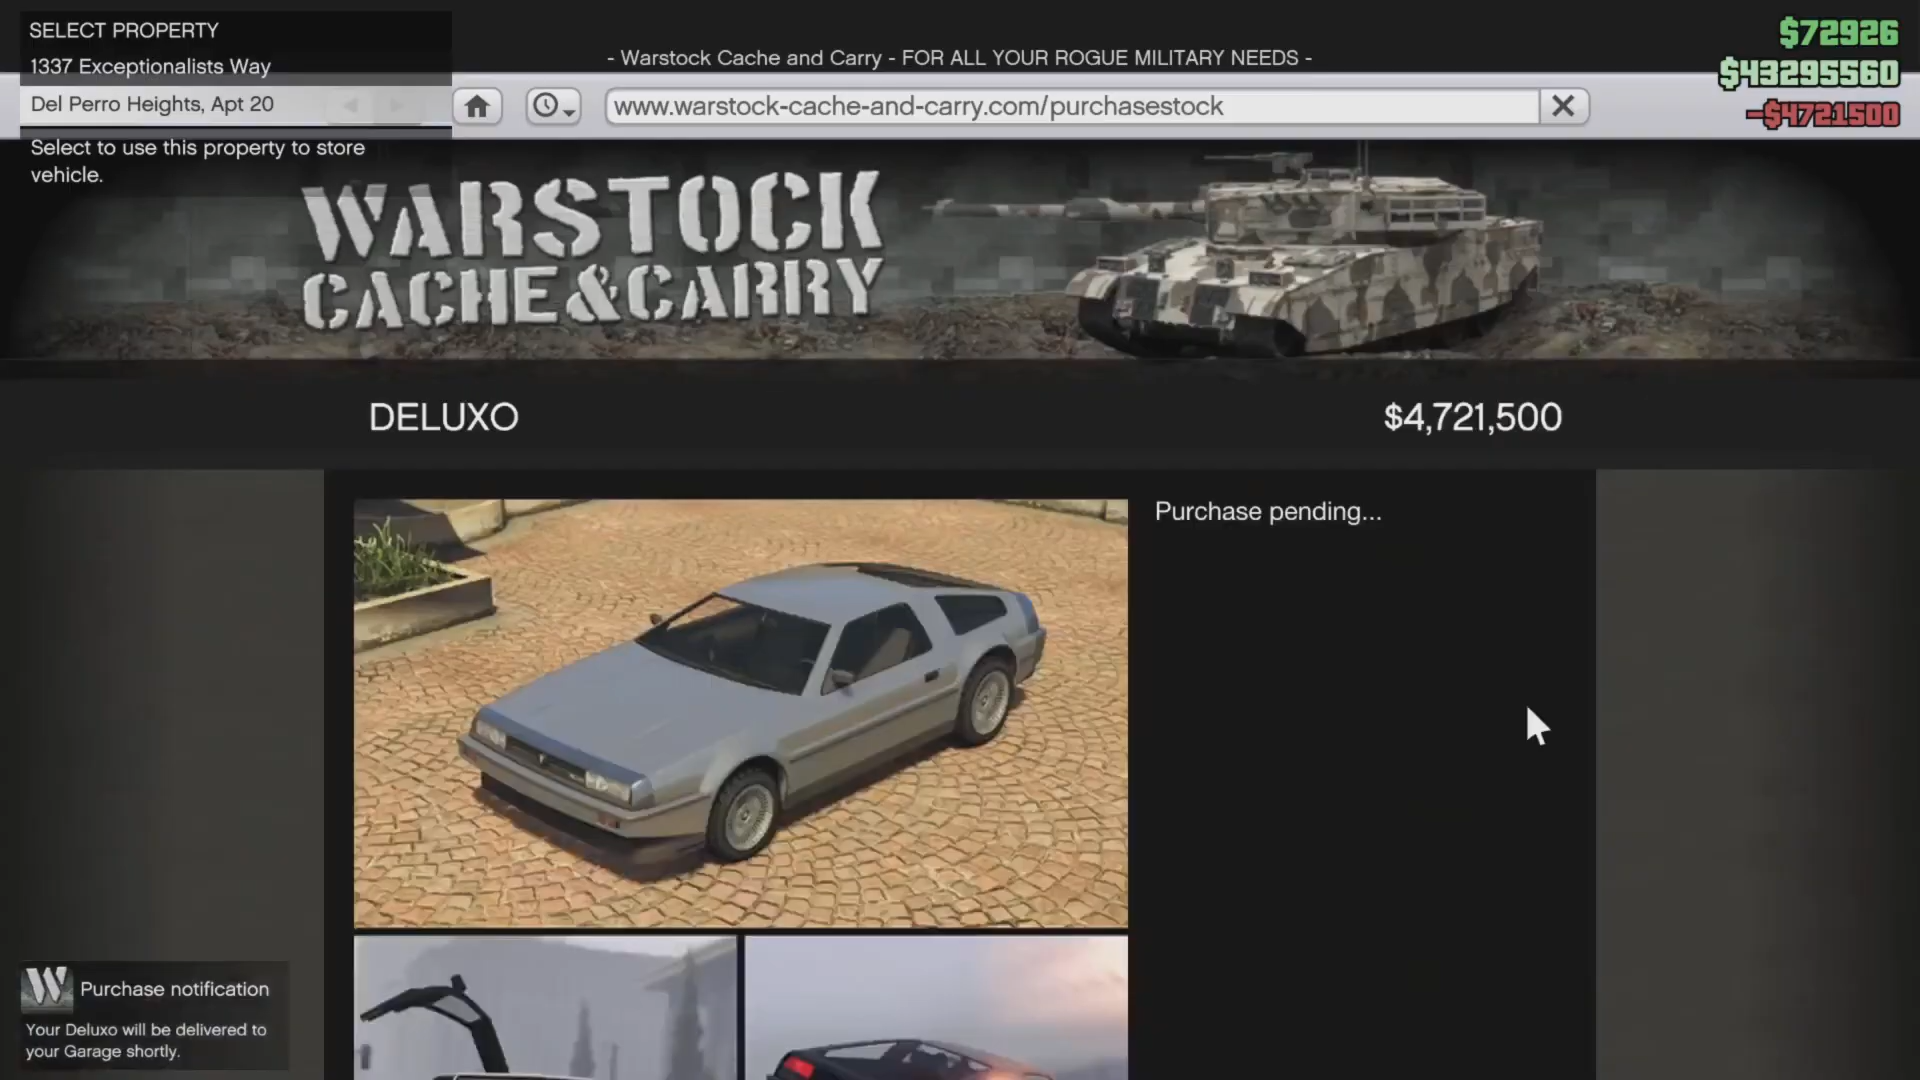 SELECT PROPERTY
1337 Exceptionalists Way
Del Perro Heights, Apt 20
Select to use this property to store
vehicle.
- Warstock Cache and Carry - FOR ALL YOUR ROGUE MILITARY NEEDS -
$72926
$43295560
-$4721500
www.warstock-cache-and-carry.com/purchasestock
WARSTOCK
CACHE&CARRY
DELUXO
$4,721,500
Purchase pending...
W
Purchase notification
Your Deluxo will be delivered to
your Garage shortly.